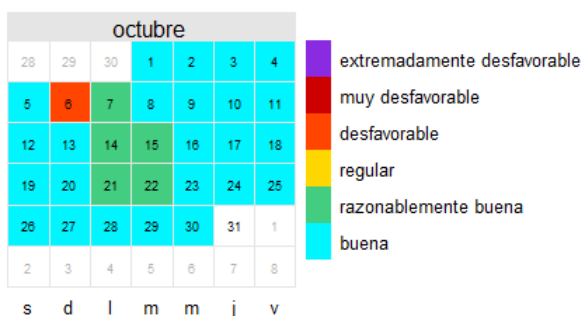 octubre
28 29 30 1 2 3 4
5 6 7 8 9 10 11
12 13 14 15 16 17 18
19 20 21 22 23 24 25
26 27 28 29 30 31 1
2 3 4 5 6 7 8
s d l m m j v
extremadamente desfavorable
muy desfavorable
desfavorable
regular
razonablemente buena
buena